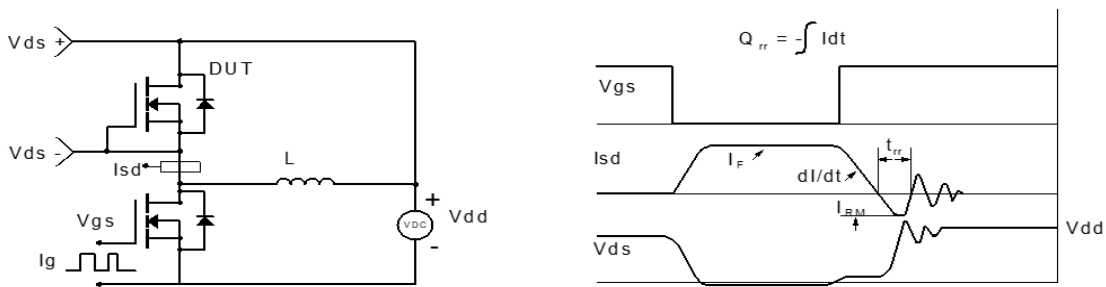 Vds +
DUT
Vds -
Isd
L
Vgs
Ig
VDC
+
-
Vdd
Q rr = -∫ Idt
Vgs
Isd
I F
dI/dt
t rr
I RM
Vds
Vdd